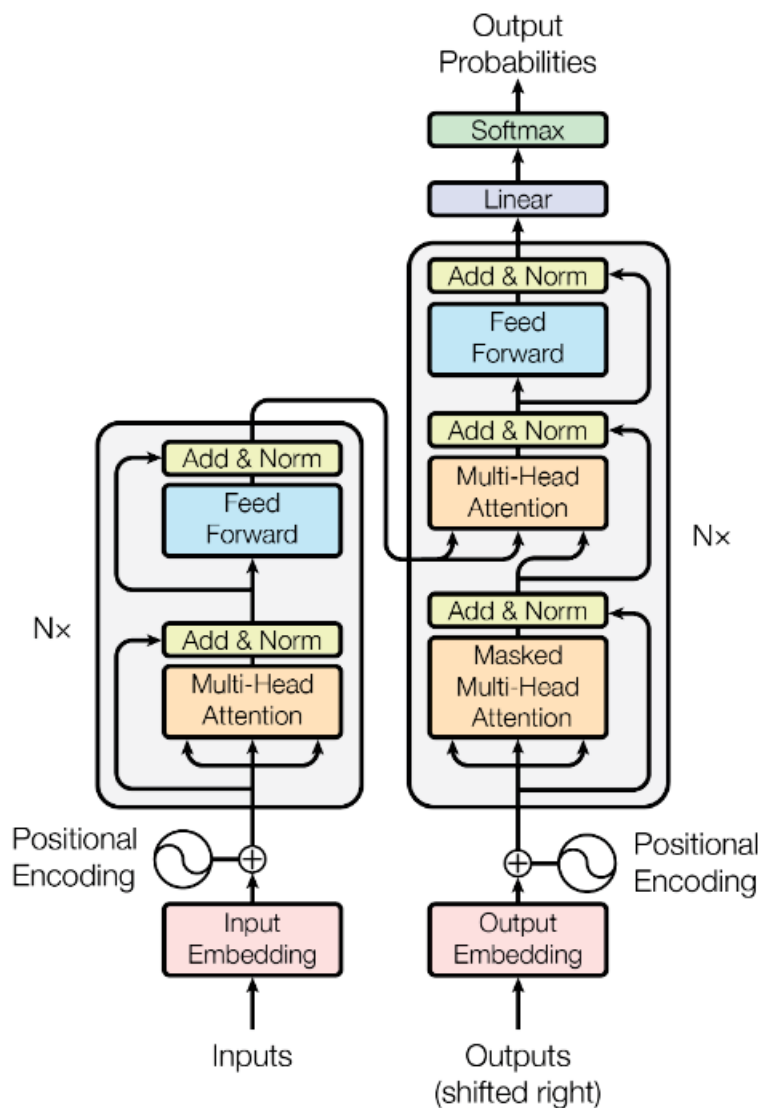 Output
Probabilities
Softmax
Linear
Add & Norm
Feed
Forward
Add & Norm
Multi-Head
Attention
Nx
Add & Norm
Masked
Multi-Head
Attention
Add & Norm
Feed
Forward
Nx
Add & Norm
Multi-Head
Attention
Positional
Encoding
Positional
Encoding
Input
Embedding
Output
Embedding
Inputs
Outputs
(shifted right)